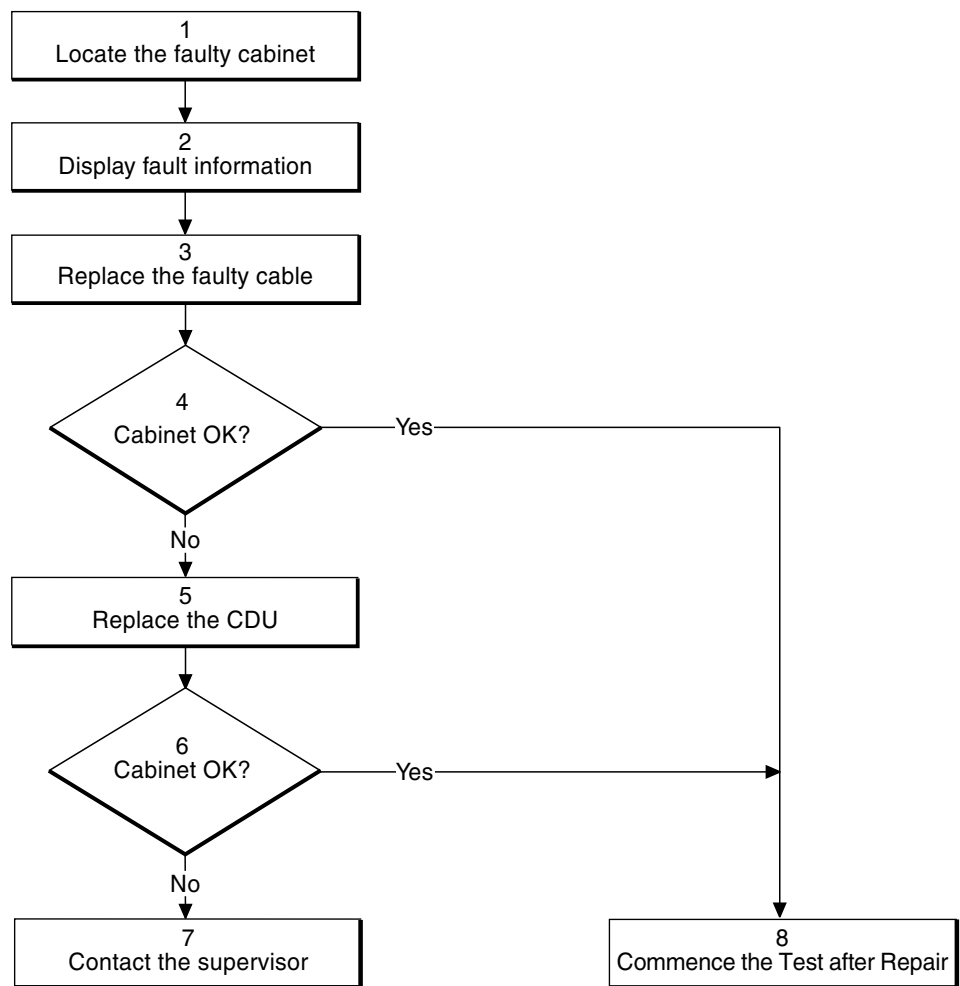 1
Locate the faulty cabinet
2
Display fault information
3
Replace the faulty cable
4
Cabinet OK?
Yes
No
5
Replace the CDU
6
Cabinet OK?
Yes
No
7
Contact the supervisor
8
Commence the Test after Repair